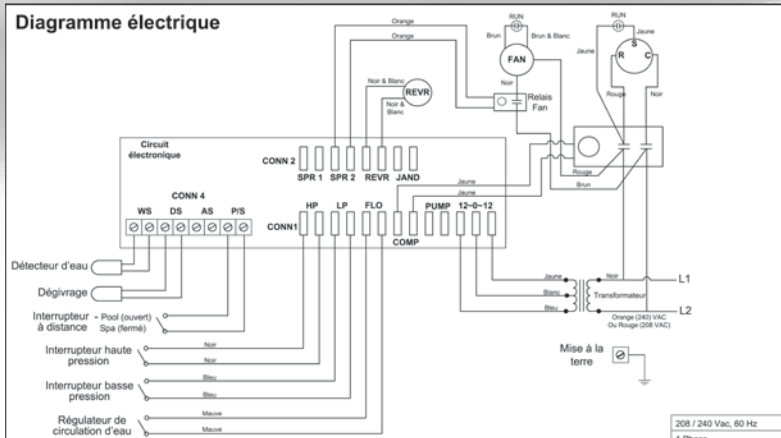 Diagramme électrique
Orange
Orange
RUN
Brun
Brun & Blanc
FAN
Noir
RUN
Jaune
Jaune
S
R
C
Rouge
Noir
Noir & Blanc
REVR
Noir &
Blanc
Relais
Fan
Circuit
électronique
CONN 2
SPR 1
SPR 2
REVR
JAND
Jaune
Jaune
Rouge
Brun
CONN 4
WS
DS
AS
P/S
HP
LP
FLO
PUMP
12~0~12
CONN1
COMP
Détecteur d'eau
Dégivrage
Interrupteur
à distance
- Pool (ouvert)
Spa (fermé)
Interrupteur haute
pression
Noir
Noir
Interrupteur basse
pression
Bleu
Bleu
Régulateur de
circulation d'eau
Mauve
Mauve
Jaune
Blanc
Bleu
Noir
L1
Transformateur
L2
Orange (240) VAC
Ou Rouge (208 VAC)
Mise à la
terre
208 / 240 Vac, 60 Hz
1 Phase